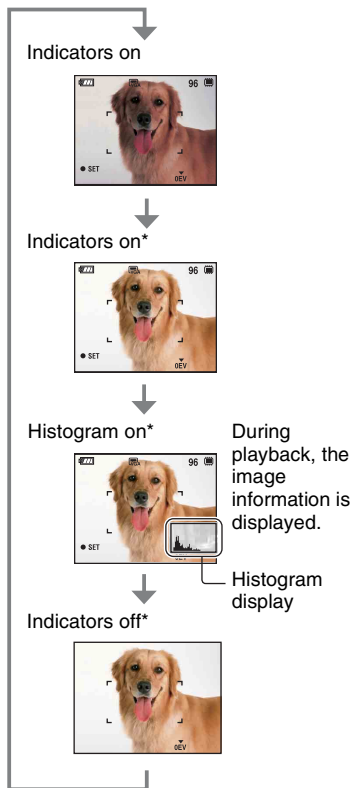 Indicators on
96
● SET
0EV
Indicators on*
96
● SET
0EV
Histogram on*
During
playback, the
image
information is
displayed.
96
● SET
Histogram
display
Indicators off*
0EV